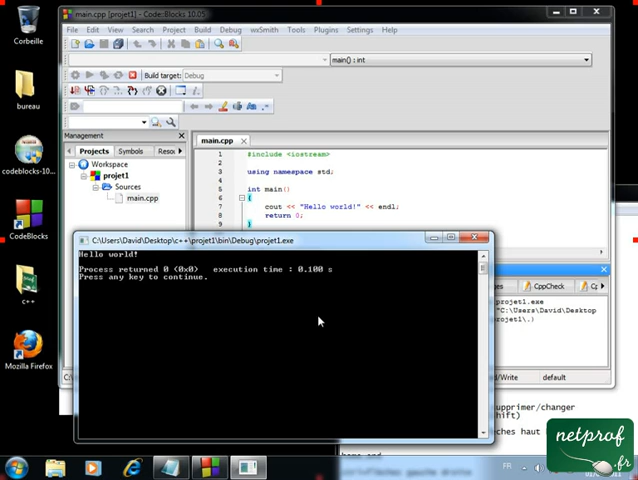 main.cpp [projet1] - Code::Blocks 10.05
Corbeille
File Edit View Search Project Build Debug wxSmith Tools Plugins Settings Help
main() : int
Build target: Debug
bureau
Management
Projects Symbols Resou
main.cpp
Workspace
projet1
Sources
main.cpp
codeblocks-10...
1 #include <iostream>
2
3 using namespace std;
4
5 int main()
6 {
7 cout << "Hello world!" << endl;
8 return 0;
9 }
CodeBlocks
C:\Users\David\Desktop\c++\projet1\bin\Debug\projet1.exe
Hello world!
Process returned 0 (0x0) execution time : 0.100 s
Press any key to continue.
CppCheck
c++
projet1.exe
"C:\Users\David\Desktop
projet1\.)
Mozilla Firefox
/Write default
upprimer/changer
hift)
ches haut
netprof
.fr
FR